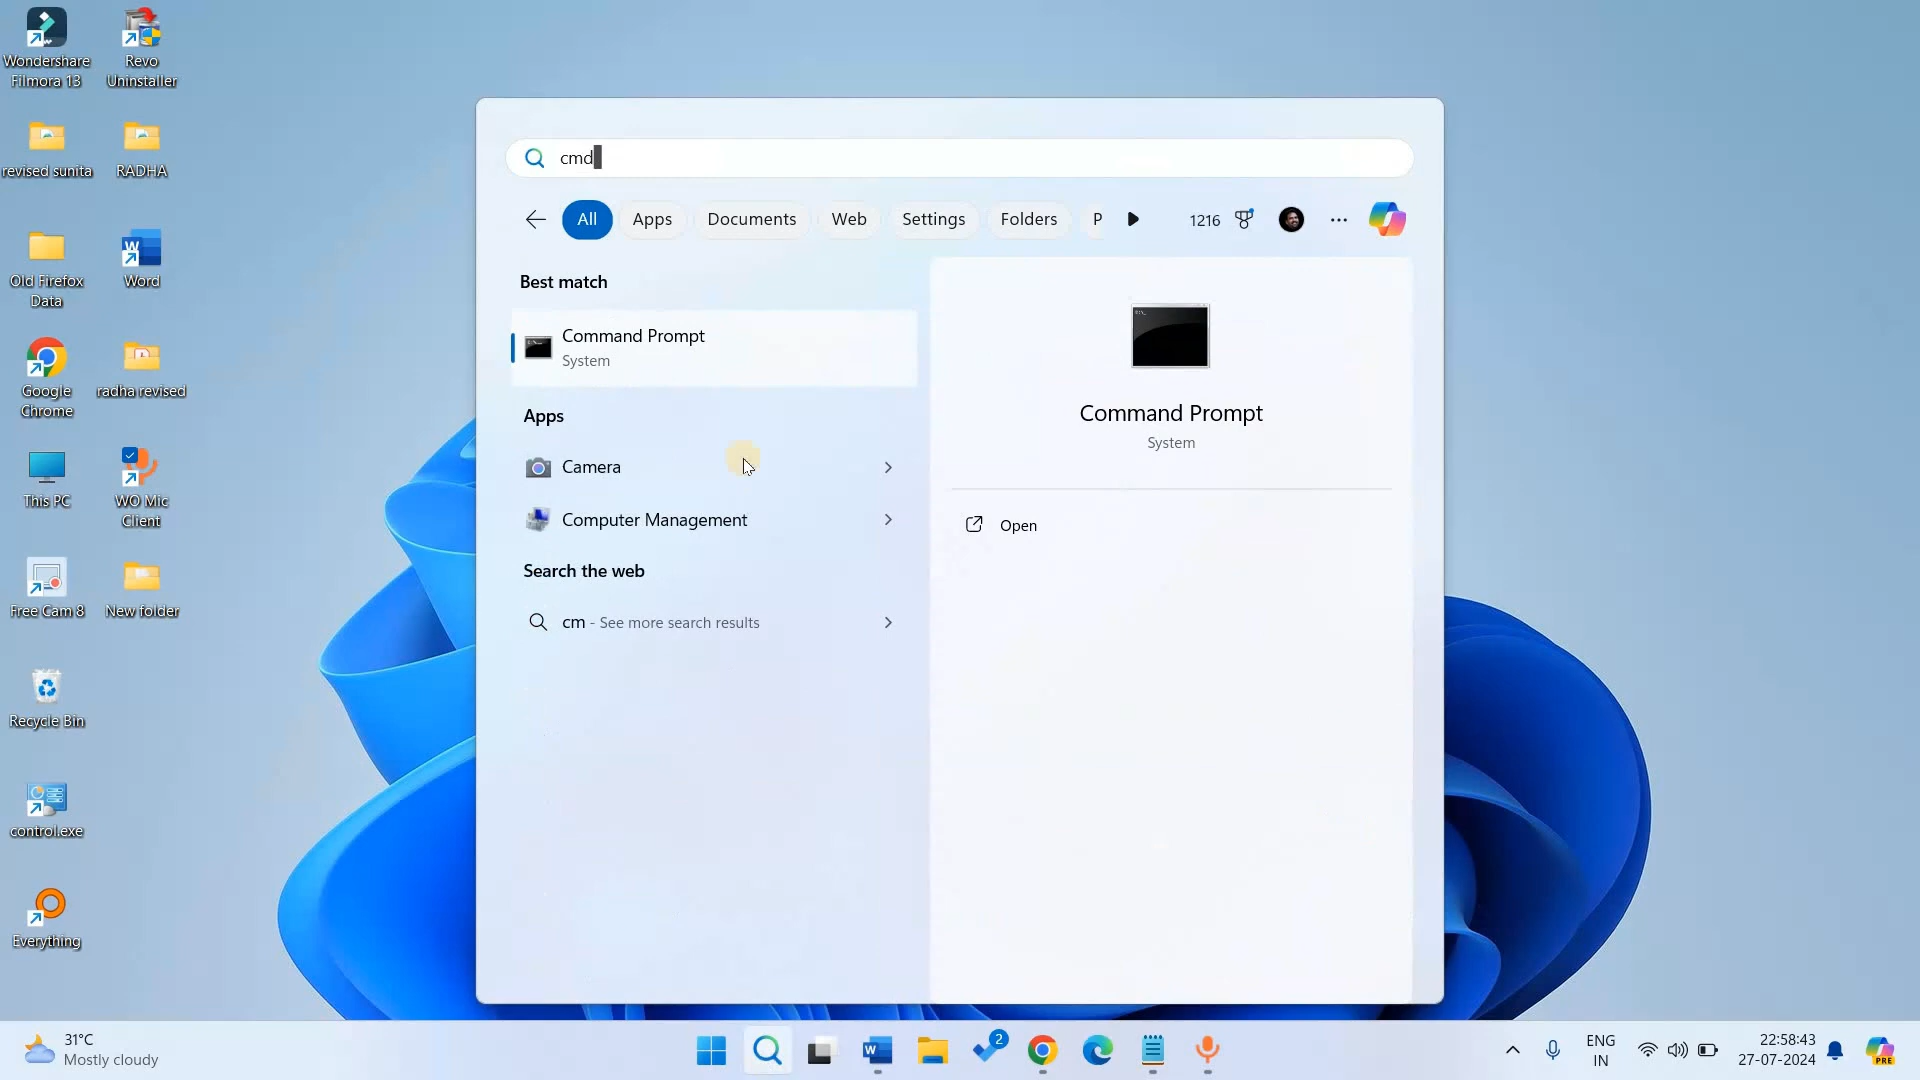 Wondershare
Filmora 13
Revo
Uninstaller
revised sunita
RADHA
Old Firefox
Data
Word
Google
Chrome
radha revised
This PC
WO Mic
Client
Free Cam 8
New folder
Recycle Bin
control.exe
Everything
cmd
All
Apps
Documents
Web
Settings
Folders
P
1216
Best match
Command Prompt
System
Apps
Camera
Computer Management
Search the web
cm - See more search results
Command Prompt
System
Open
31°C
Mostly cloudy
2
ENG
IN
22:58:43
27-07-2024
PRE